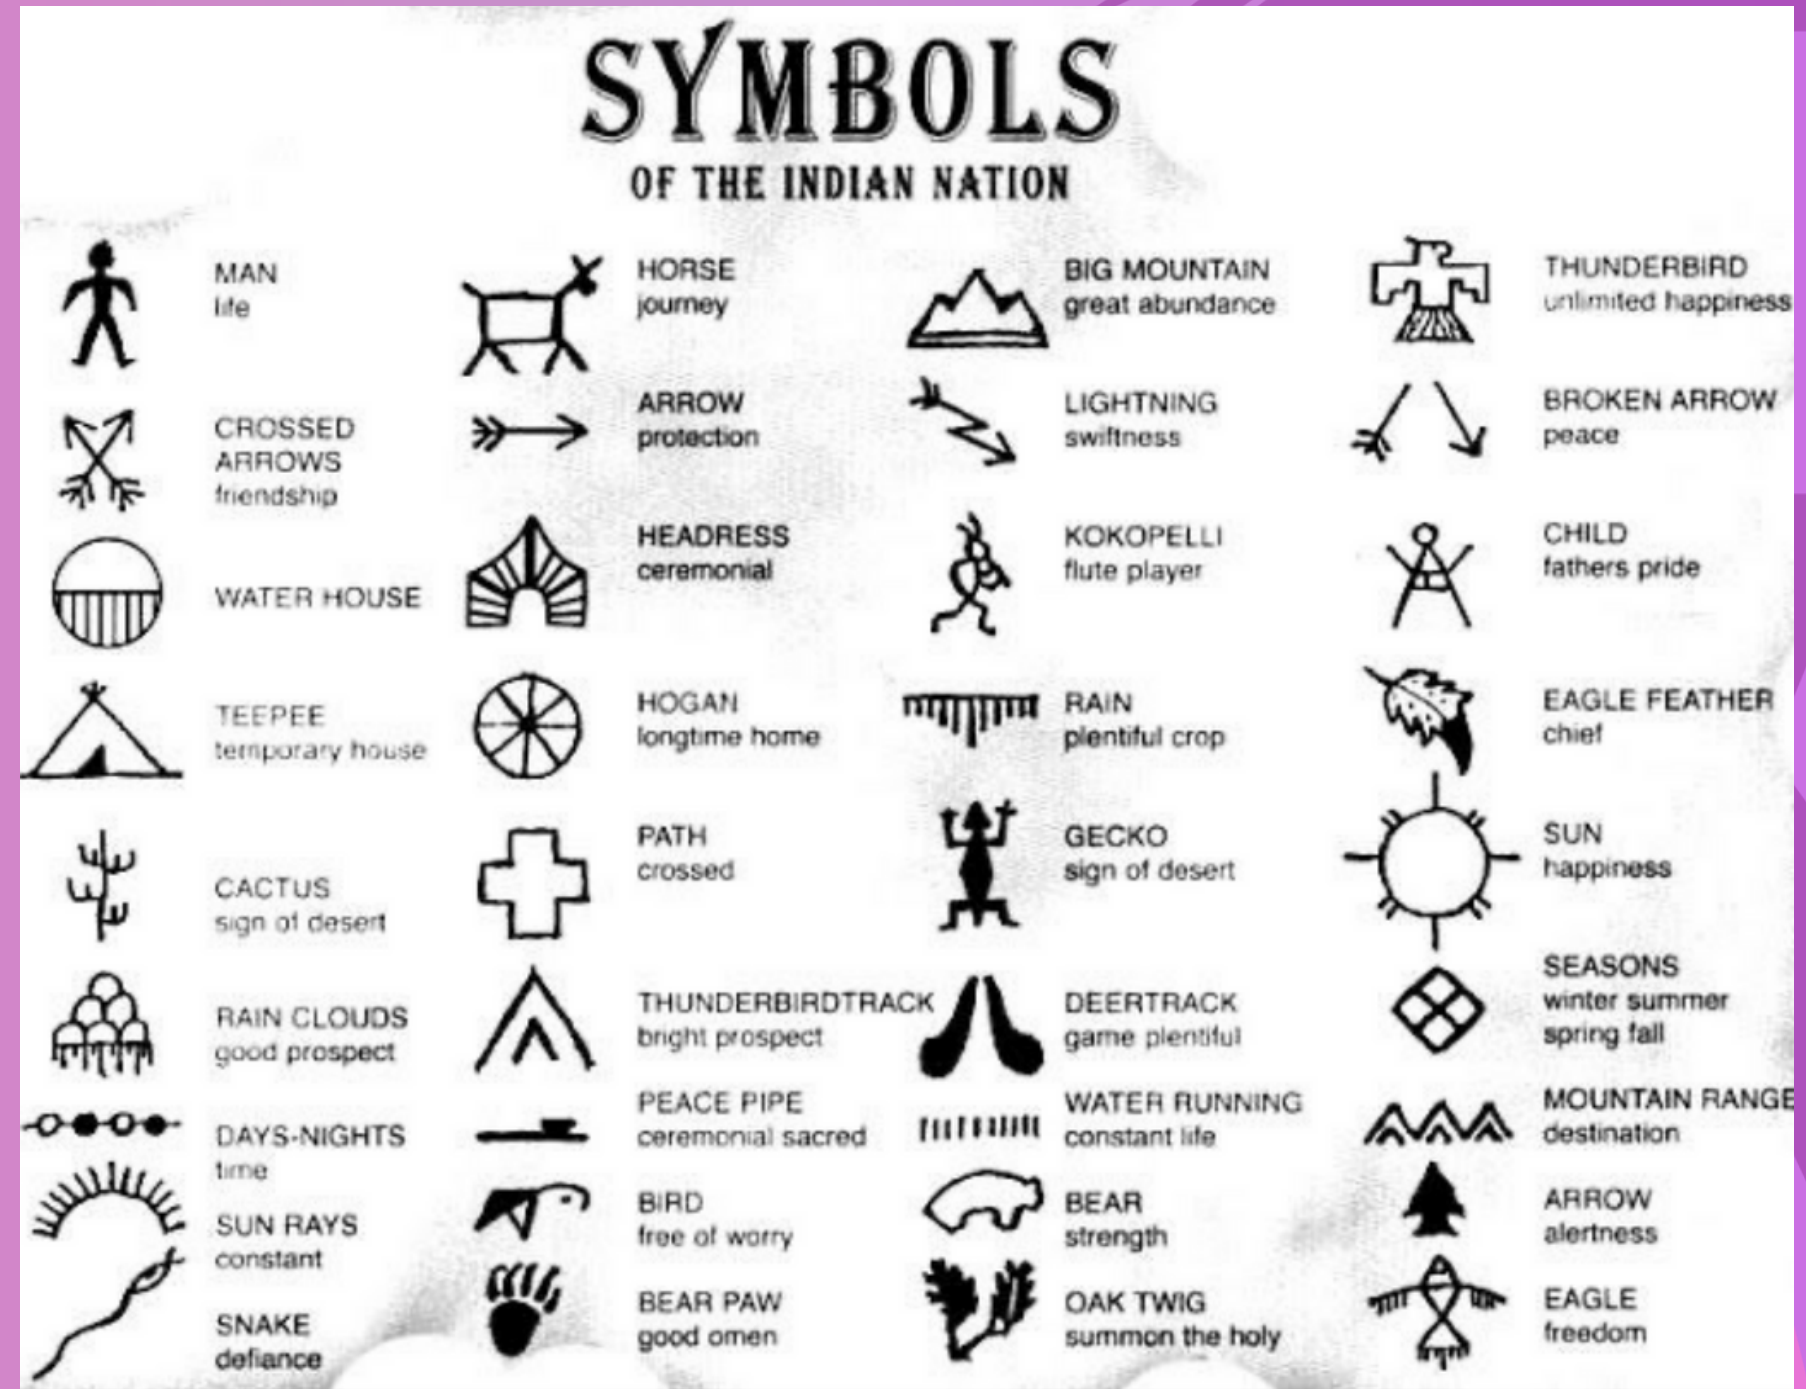 SYMBOLS
OF THE INDIAN NATION
MAN
life
CROSSED
ARROWS
friendship
WATER HOUSE
TEEPEE
temporary house
CACTUS
sign of desert
RAIN CLOUDS
good prospect
DAYS-NIGHTS
time
SUN RAYS
constant
SNAKE
defiance
HORSE
journey
ARROW
protection
HEADRESS
ceremonial
HOGAN
longtime home
PATH
crossed
THUNDERBIRDTRACK
bright prospect
PEACE PIPE
ceremonial sacred
BIRD
free of worry
BEAR PAW
good omen
BIG MOUNTAIN
great abundance
LIGHTNING
swiftness
KOKOPELLI
flute player
RAIN
plentiful crop
GECKO
sign of desert
DEERTRACK
game plentiful
WATER RUNNING
constant life
BEAR
strength
OAK TWIG
summon the holy
THUNDERBIRD
unlimited happiness
BROKEN ARROW
peace
CHILD
fathers pride
EAGLE FEATHER
chief
SUN
happiness
SEASONS
winter summer
spring fall
MOUNTAIN RANGE
destination
ARROW
alertness
EAGLE
freedom